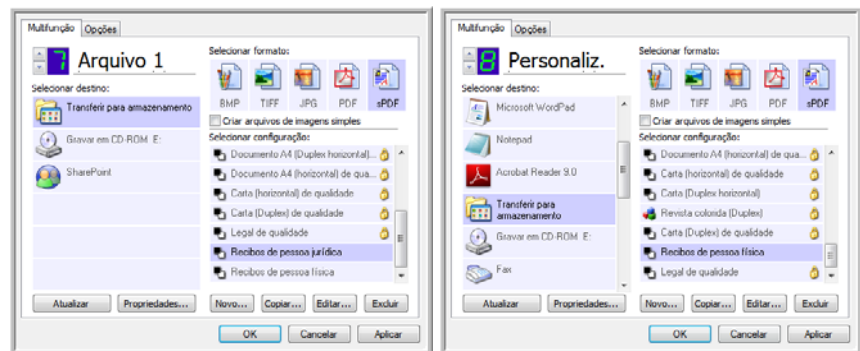 Multifunção Opções
7 Arquivo 1
Selecionar destino:
Transferir para armazenamento
Gravar em CD-ROM E:
SharePoint
Atualizar Propriedades...
Selecionar formato:
BMP TIFF JPG PDF sPDF
Criar arquivos de imagens simples
Selecionar configuração:
Documento A4 (Duplex horizontal)...
Documento A4 (horizontal) de qua...
Carta (horizontal) de qualidade
Carta (Duplex) de qualidade
Legal de qualidade
Recibos de pessoa jurídica
Recibos de pessoa física
Novo... Copiar... Editar... Excluir
OK Cancelar Aplicar
Multifunção Opções
8 Personaliz.
Selecionar destino:
Microsoft WordPad
Notepad
Acrobat Reader 9.0
Transferir para
armazenamento
Gravar em CD-ROM E:
Fax
Atualizar Propriedades...
Selecionar formato:
BMP TIFF JPG PDF sPDF
Criar arquivos de imagens simples
Selecionar configuração:
Documento A4 (horizontal) de qua...
Carta (horizontal) de qualidade
Carta (Duplex horizontal)
Revista colorida (Duplex)
Carta (Duplex) de qualidade
Recibos de pessoa física
Legal de qualidade
Novo... Copiar... Editar... Excluir
OK Cancelar Aplicar